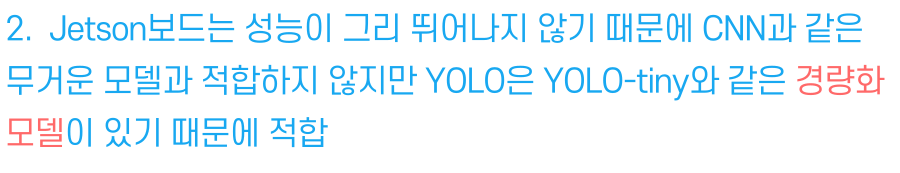 2. Jetson보드는 성능이 그리 뛰어나지 않기 때문에 CNN과 같은
무거운 모델과 적합하지 않지만 YOLO은 YOLO-tiny와 같은 경량화
모델이 있기 때문에 적합